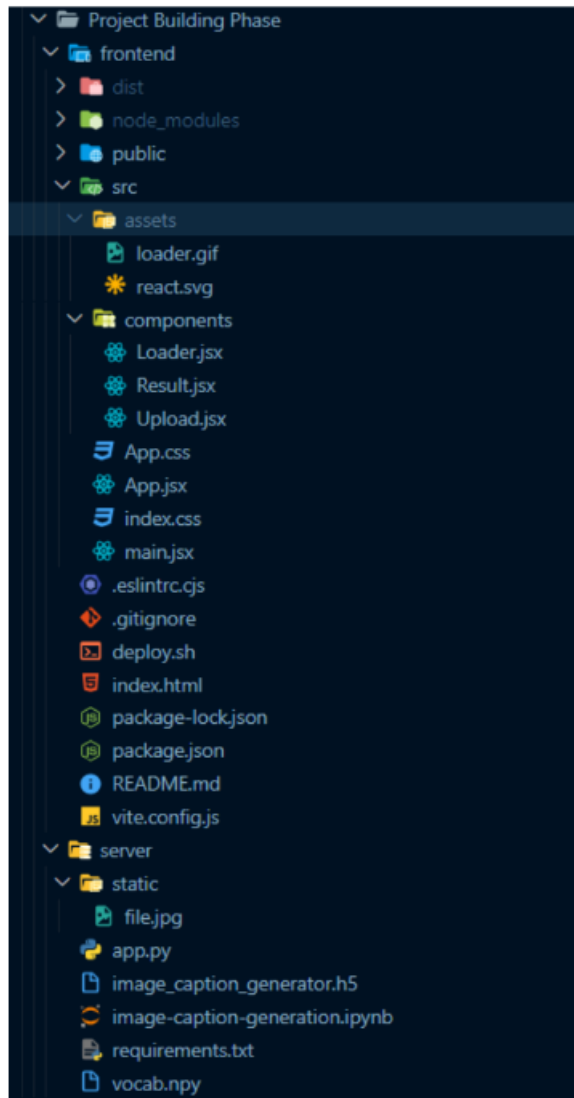 Project Building Phase
frontend
dist
node_modules
public
src
assets
loader.gif
react.svg
components
Loader.jsx
Result.jsx
Upload.jsx
App.css
App.jsx
index.css
main.jsx
.eslintrc.cjs
.gitignore
deploy.sh
index.html
package-lock.json
package.json
README.md
vite.config.js
server
static
file.jpg
app.py
image_caption_generator.h5
image-caption-generation.ipynb
requirements.txt
vocab.npy